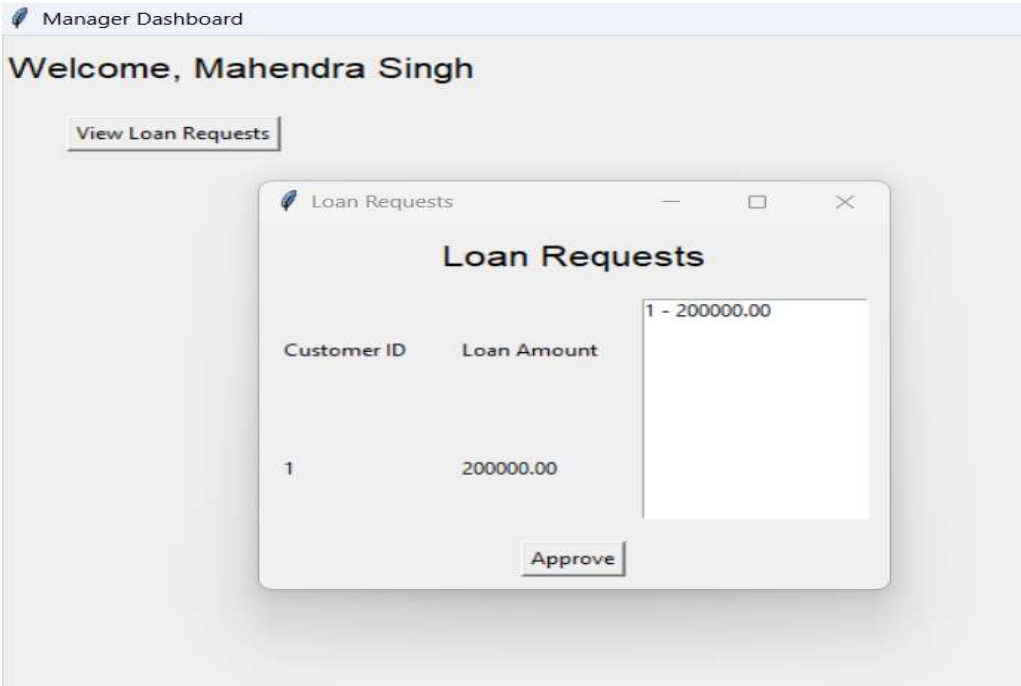 Manager Dashboard
Welcome, Mahendra Singh
View Loan Requests
Loan Requests
Loan Requests
1 - 200000.00
Customer ID Loan Amount
1 200000.00
Approve